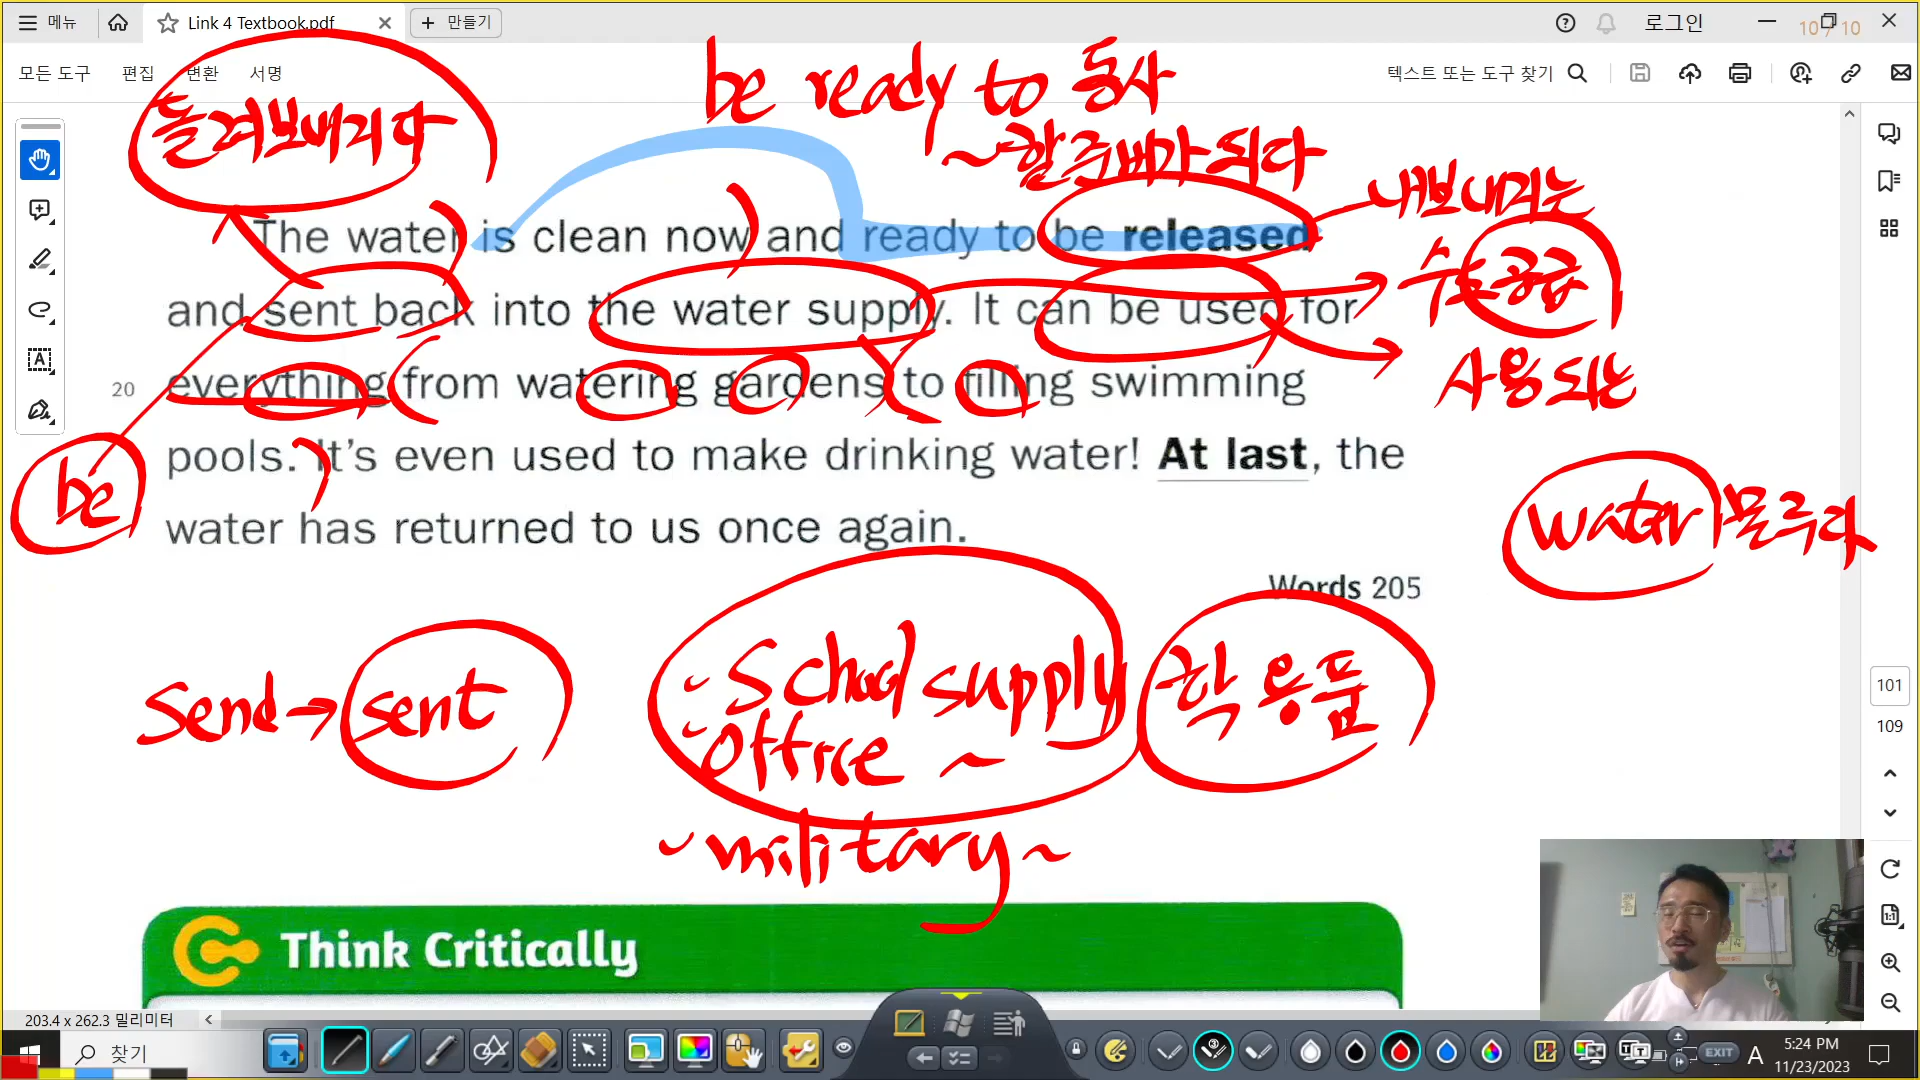 메뉴
Link 4 Textbook.pdf
만들기
로그인
10 / 10
모든 도구 편집 변환 서명
텍스트 또는 도구 찾기
be ready to 동사
~할 준비가 되다
돌려보내지다
내보내지는
The water is clean now and ready to be released
and sent back into the water supply. It can be used for
수도 공급
20 everything from watering gardens to filling swimming
사용되는
pools. It's even used to make drinking water! At last, the
be
water has returned to us once again.
water 물주다
Words 205
send → sent
- School supply 학용품
- Office ~
- military ~
101
109
Think Critically
203.4 x 262.3 밀리미터
찾기
EXIT
A
5:24 PM
11/23/2023